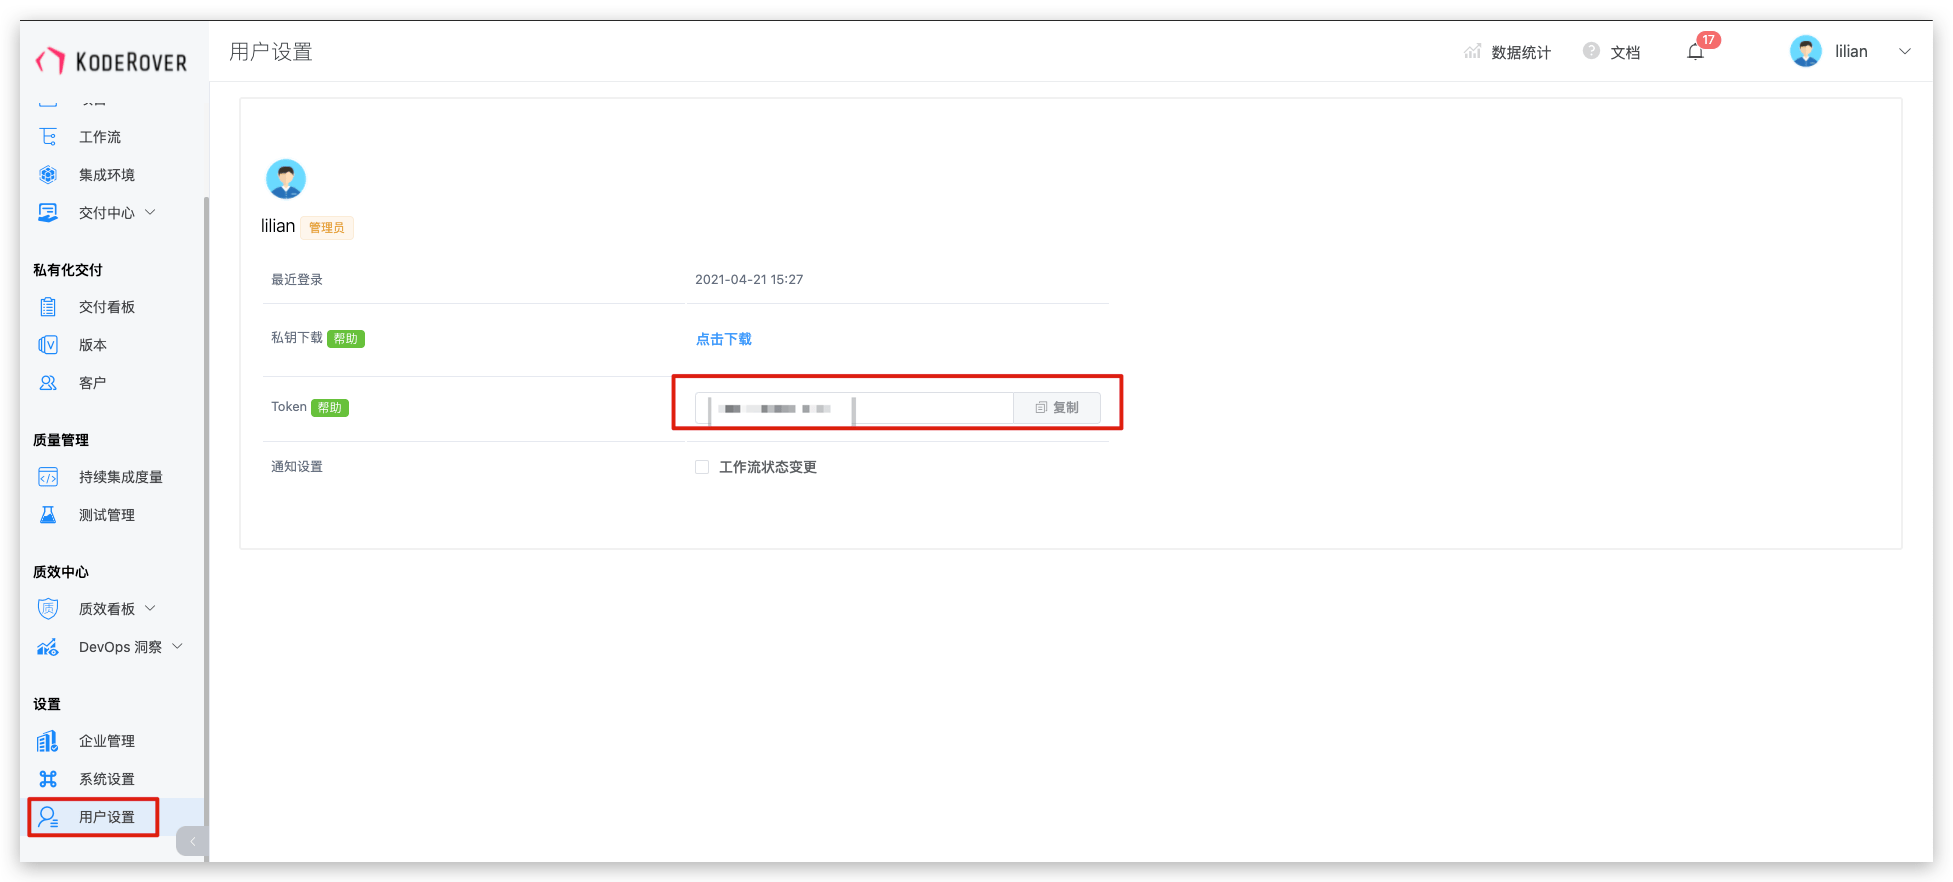 KODEROVER
用户设置
数据统计
文档
17
lilian
工作流
集成环境
交付中心
私有化交付
交付看板
版本
客户
质量管理
持续集成度量
测试管理
质效中心
质
质效看板
DevOps 洞察
设置
企业管理
系统设置
用户设置
lilian 管理员
最近登录 2021-04-21 15:27
私钥下载 帮助 点击下载
Token 帮助 复制
通知设置 工作流状态变更